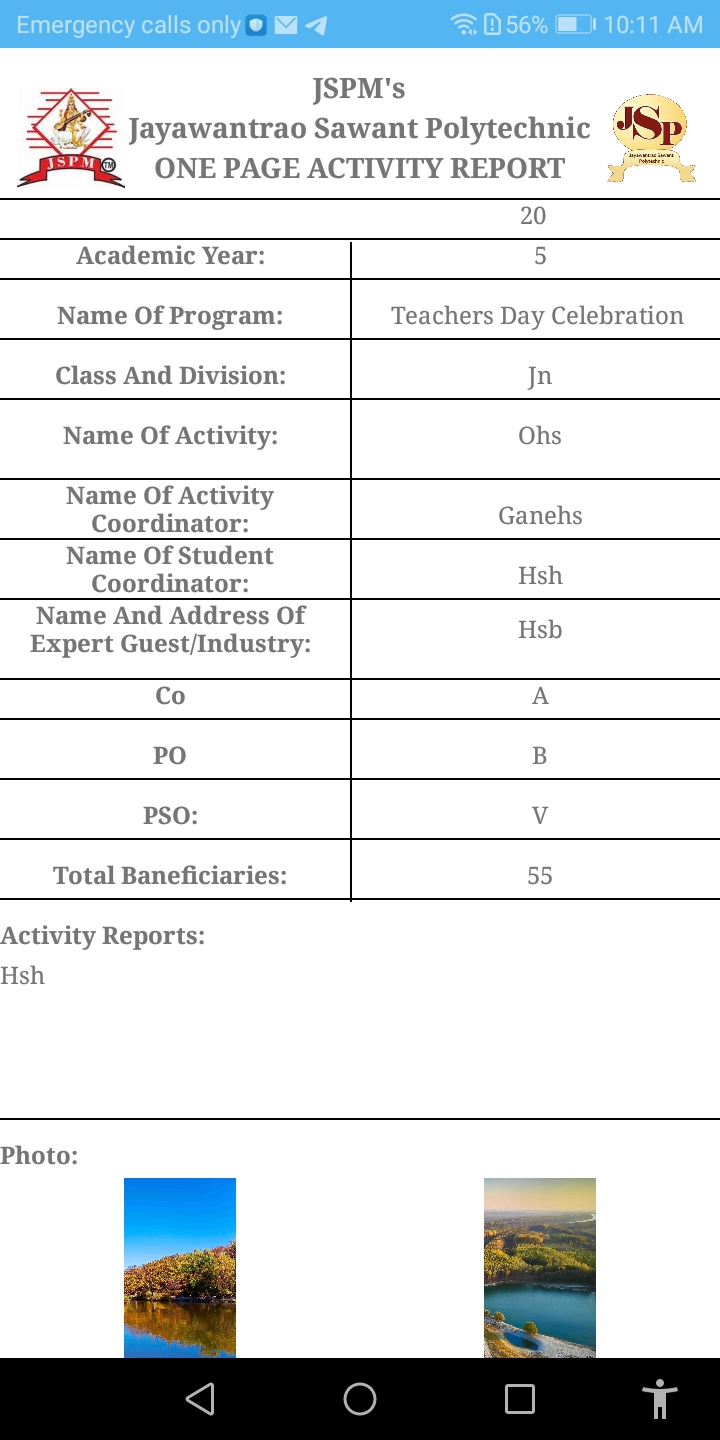 Emergency calls only 56% 10:11 AM
JSPM's
Jayawantrao Sawant Polytechnic
ONE PAGE ACTIVITY REPORT
JSPM TM
JSP
Jayawantrao Sawant
Polytechnic
20
Academic Year: 5
Name Of Program: Teachers Day Celebration
Class And Division: Jn
Name Of Activity: Ohs
Name Of Activity
Coordinator: Ganehs
Name Of Student
Coordinator: Hsh
Name And Address Of
Expert Guest/Industry: Hsb
Co A
PO B
PSO: V
Total Baneficiaries: 55
Activity Reports:
Hsh
Photo: